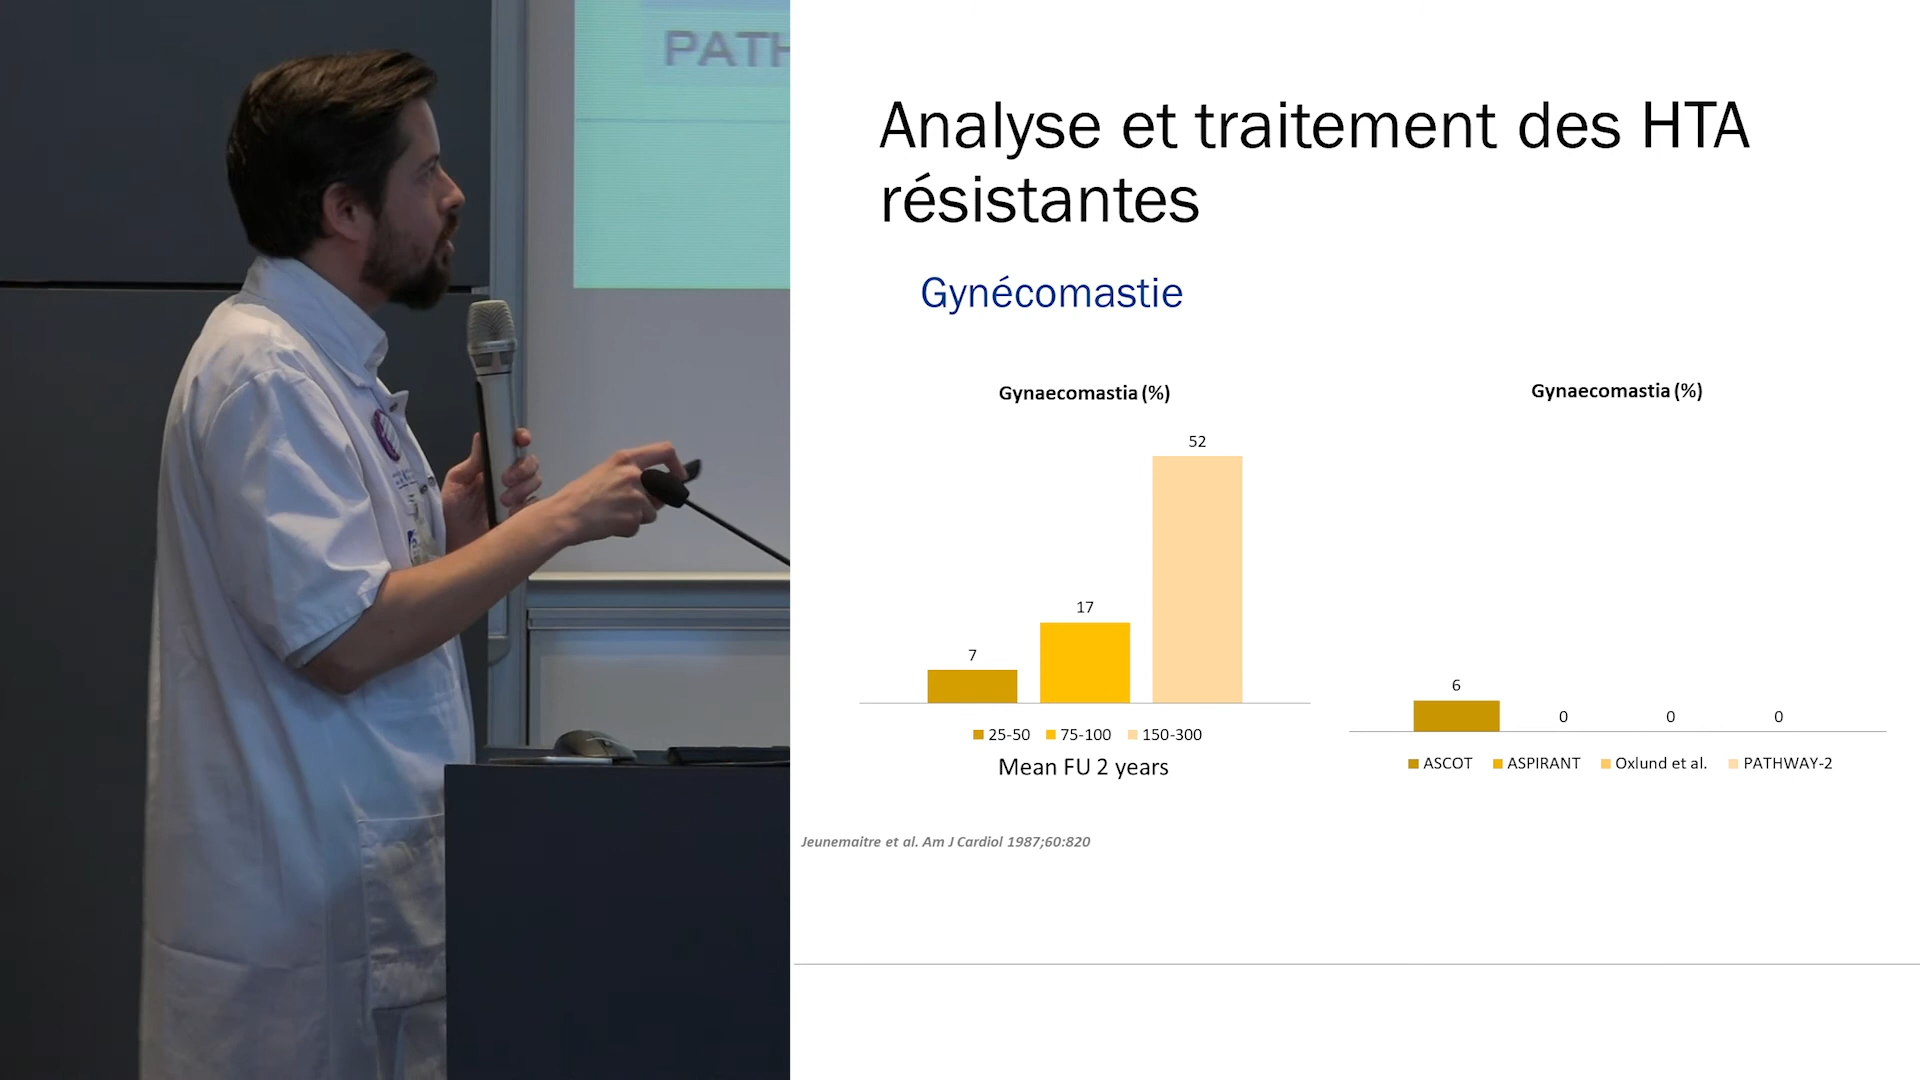 PATH
Analyse et traitement des HTA
résistantes
Gynécomastie
Gynaecomastia (%)
52
17
7
25-50 75-100 150-300
Mean FU 2 years
Gynaecomastia (%)
6
0
0
0
ASCOT ASPIRANT Oxlund et al. PATHWAY-2
Jeunemaitre et al. Am J Cardiol 1987;60:820